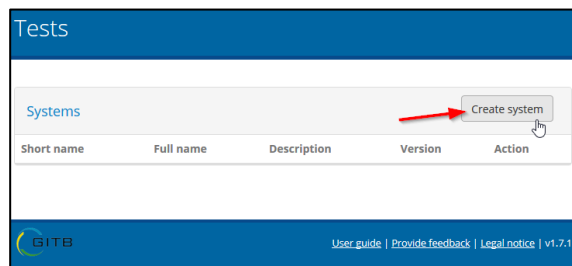 Tests
Systems
Create system
Short name Full name Description Version Action
GITB
User guide | Provide feedback | Legal notice | v1.7.1